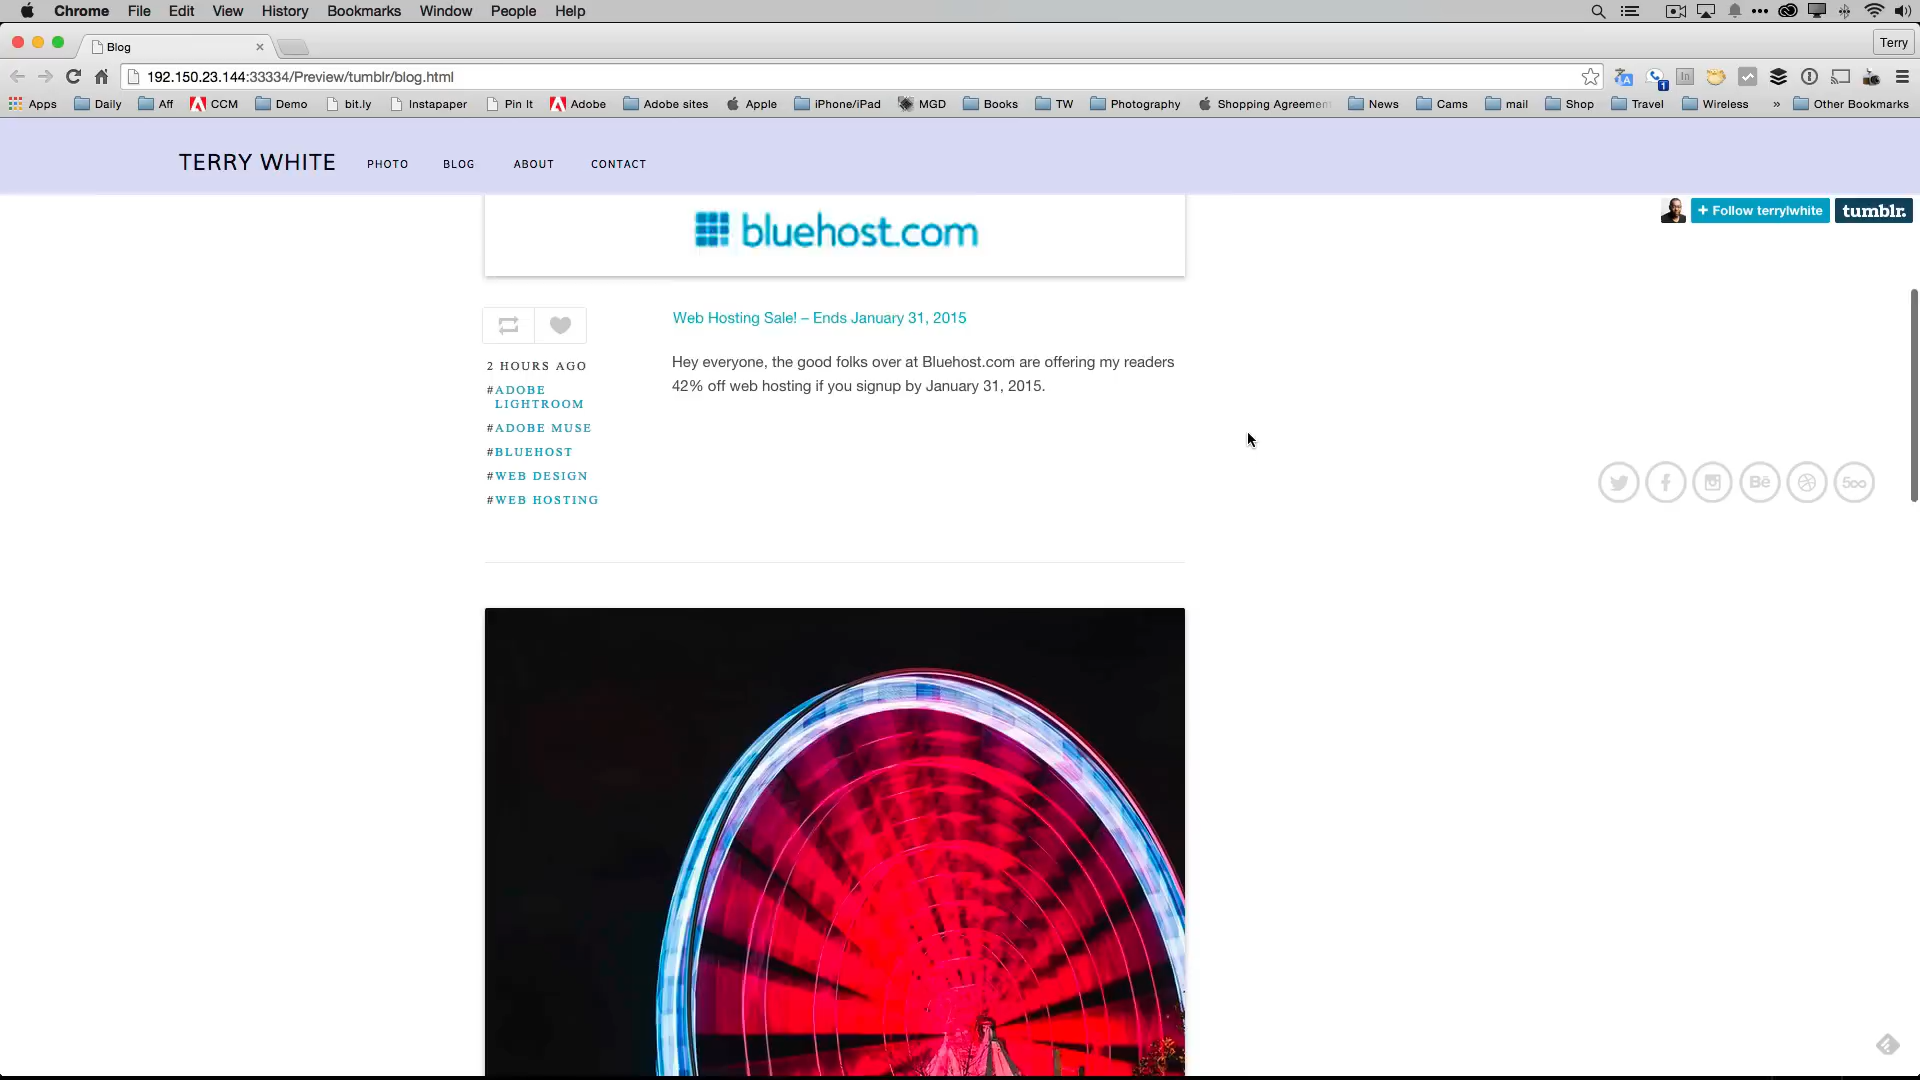 Chrome File Edit View History Bookmarks Window People Help
Blog
Terry
192.150.23.144:33334/Preview/tumblr/blog.html
Apps Daily Aff CCM Demo bit.ly Instapaper Pin It Adobe Adobe sites Apple iPhone/iPad MGD Books TW Photography Shopping Agreemen News Cams mail Shop Travel Wireless » Other Bookmarks
TERRY WHITE PHOTO BLOG ABOUT CONTACT
+ Follow terrylwhite tumblr.
bluehost.com
Web Hosting Sale! – Ends January 31, 2015
Hey everyone, the good folks over at Bluehost.com are offering my readers
42% off web hosting if you signup by January 31, 2015.
2 HOURS AGO
#ADOBE
LIGHTROOM
#ADOBE MUSE
#BLUEHOST
#WEB DESIGN
#WEB HOSTING
Bē 500